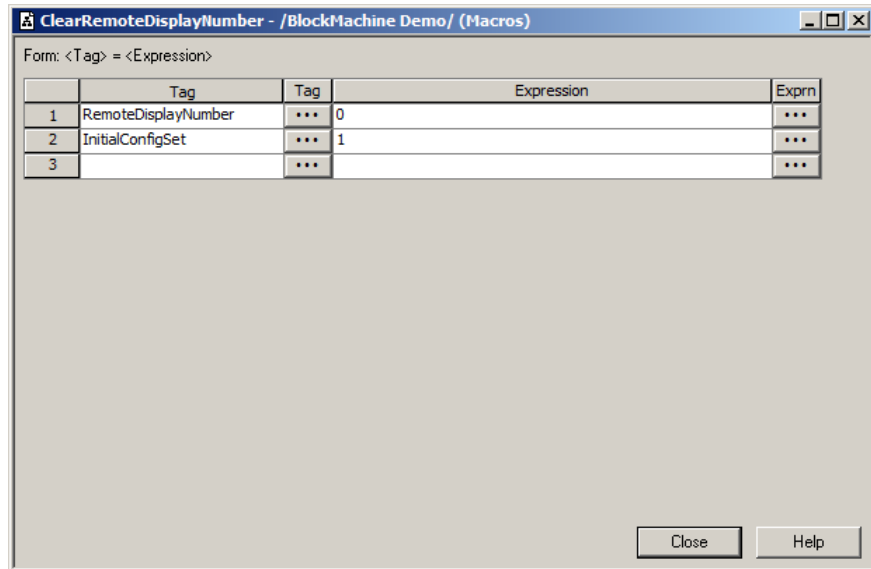 ClearRemoteDisplayNumber - /BlockMachine Demo/ (Macros)
Form: <Tag> = <Expression>
Tag Tag Expression Exprn
1 RemoteDisplayNumber ... 0 ...
2 InitialConfigSet ... 1 ...
3 ... ...
Close Help